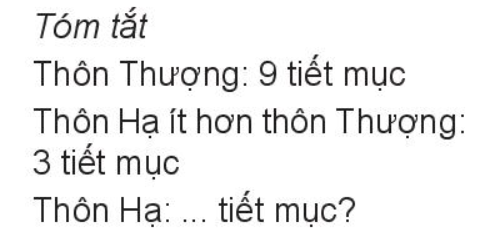 Tóm tắt
Thôn Thượng: 9 tiết mục
Thôn Hạ ít hơn thôn Thượng:
3 tiết mục
Thôn Hạ: ... tiết mục?